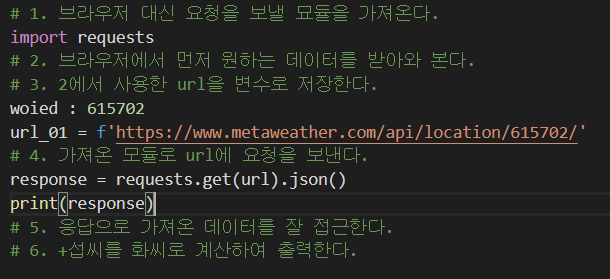 # 1. 브라우저 대신 요청을 보낼 묘듈을 가져온다.
import requests
# 2. 브라우저에서 먼저 원하는 데이터를 받아와 본다.
# 3. 2에서 사용한 url을 변수로 저장한다.
woied : 615702
url_01 = f'https://www.metaweather.com/api/location/615702/'
# 4. 가져온 모듈로 url에 요청을 보낸다.
response = requests.get(url).json()
print(response)
# 5. 응답으로 가져온 데이터를 잘 접근한다.
# 6. +섭씨를 화씨로 계산하여 출력한다.